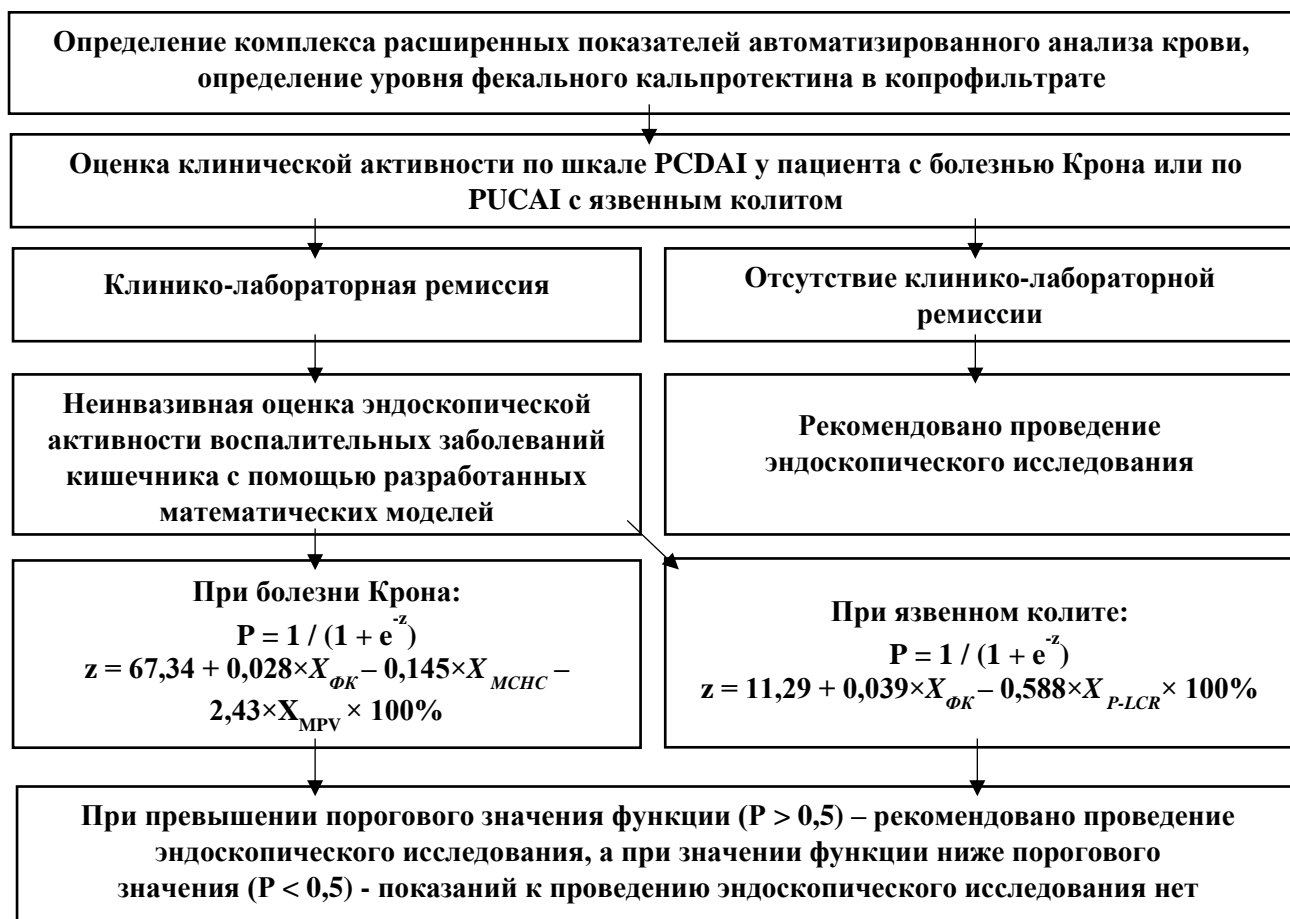 Определение комплекса расширенных показателей автоматизированного анализа крови,
определение уровня фекального кальпротектина в копрофильтрате
Оценка клинической активности по шкале PCDAI у пациента с болезнью Крона или по
PUCAI с язвенным колитом
Клинико-лабораторная ремиссия
Отсутствие клинико-лабораторной
ремиссии
Неинвазивная оценка эндоскопической
активности воспалительных заболеваний
кишечника с помощью разработанных
математических моделей
Рекомендовано проведение
эндоскопического исследования
При болезни Крона:
P = 1 / (1 + e^-z)
z = 67,34 + 0,028×X_ФК – 0,145×X_MCHC –
2,43×X_MPV × 100%
При язвенном колите:
P = 1 / (1 + e^-z)
z = 11,29 + 0,039×X_ФК – 0,588×X_P-LCR × 100%
При превышении порогового значения функции (P > 0,5) – рекомендовано проведение
эндоскопического исследования, а при значении функции ниже порогового
значения (P < 0,5) - показаний к проведению эндоскопического исследования нет